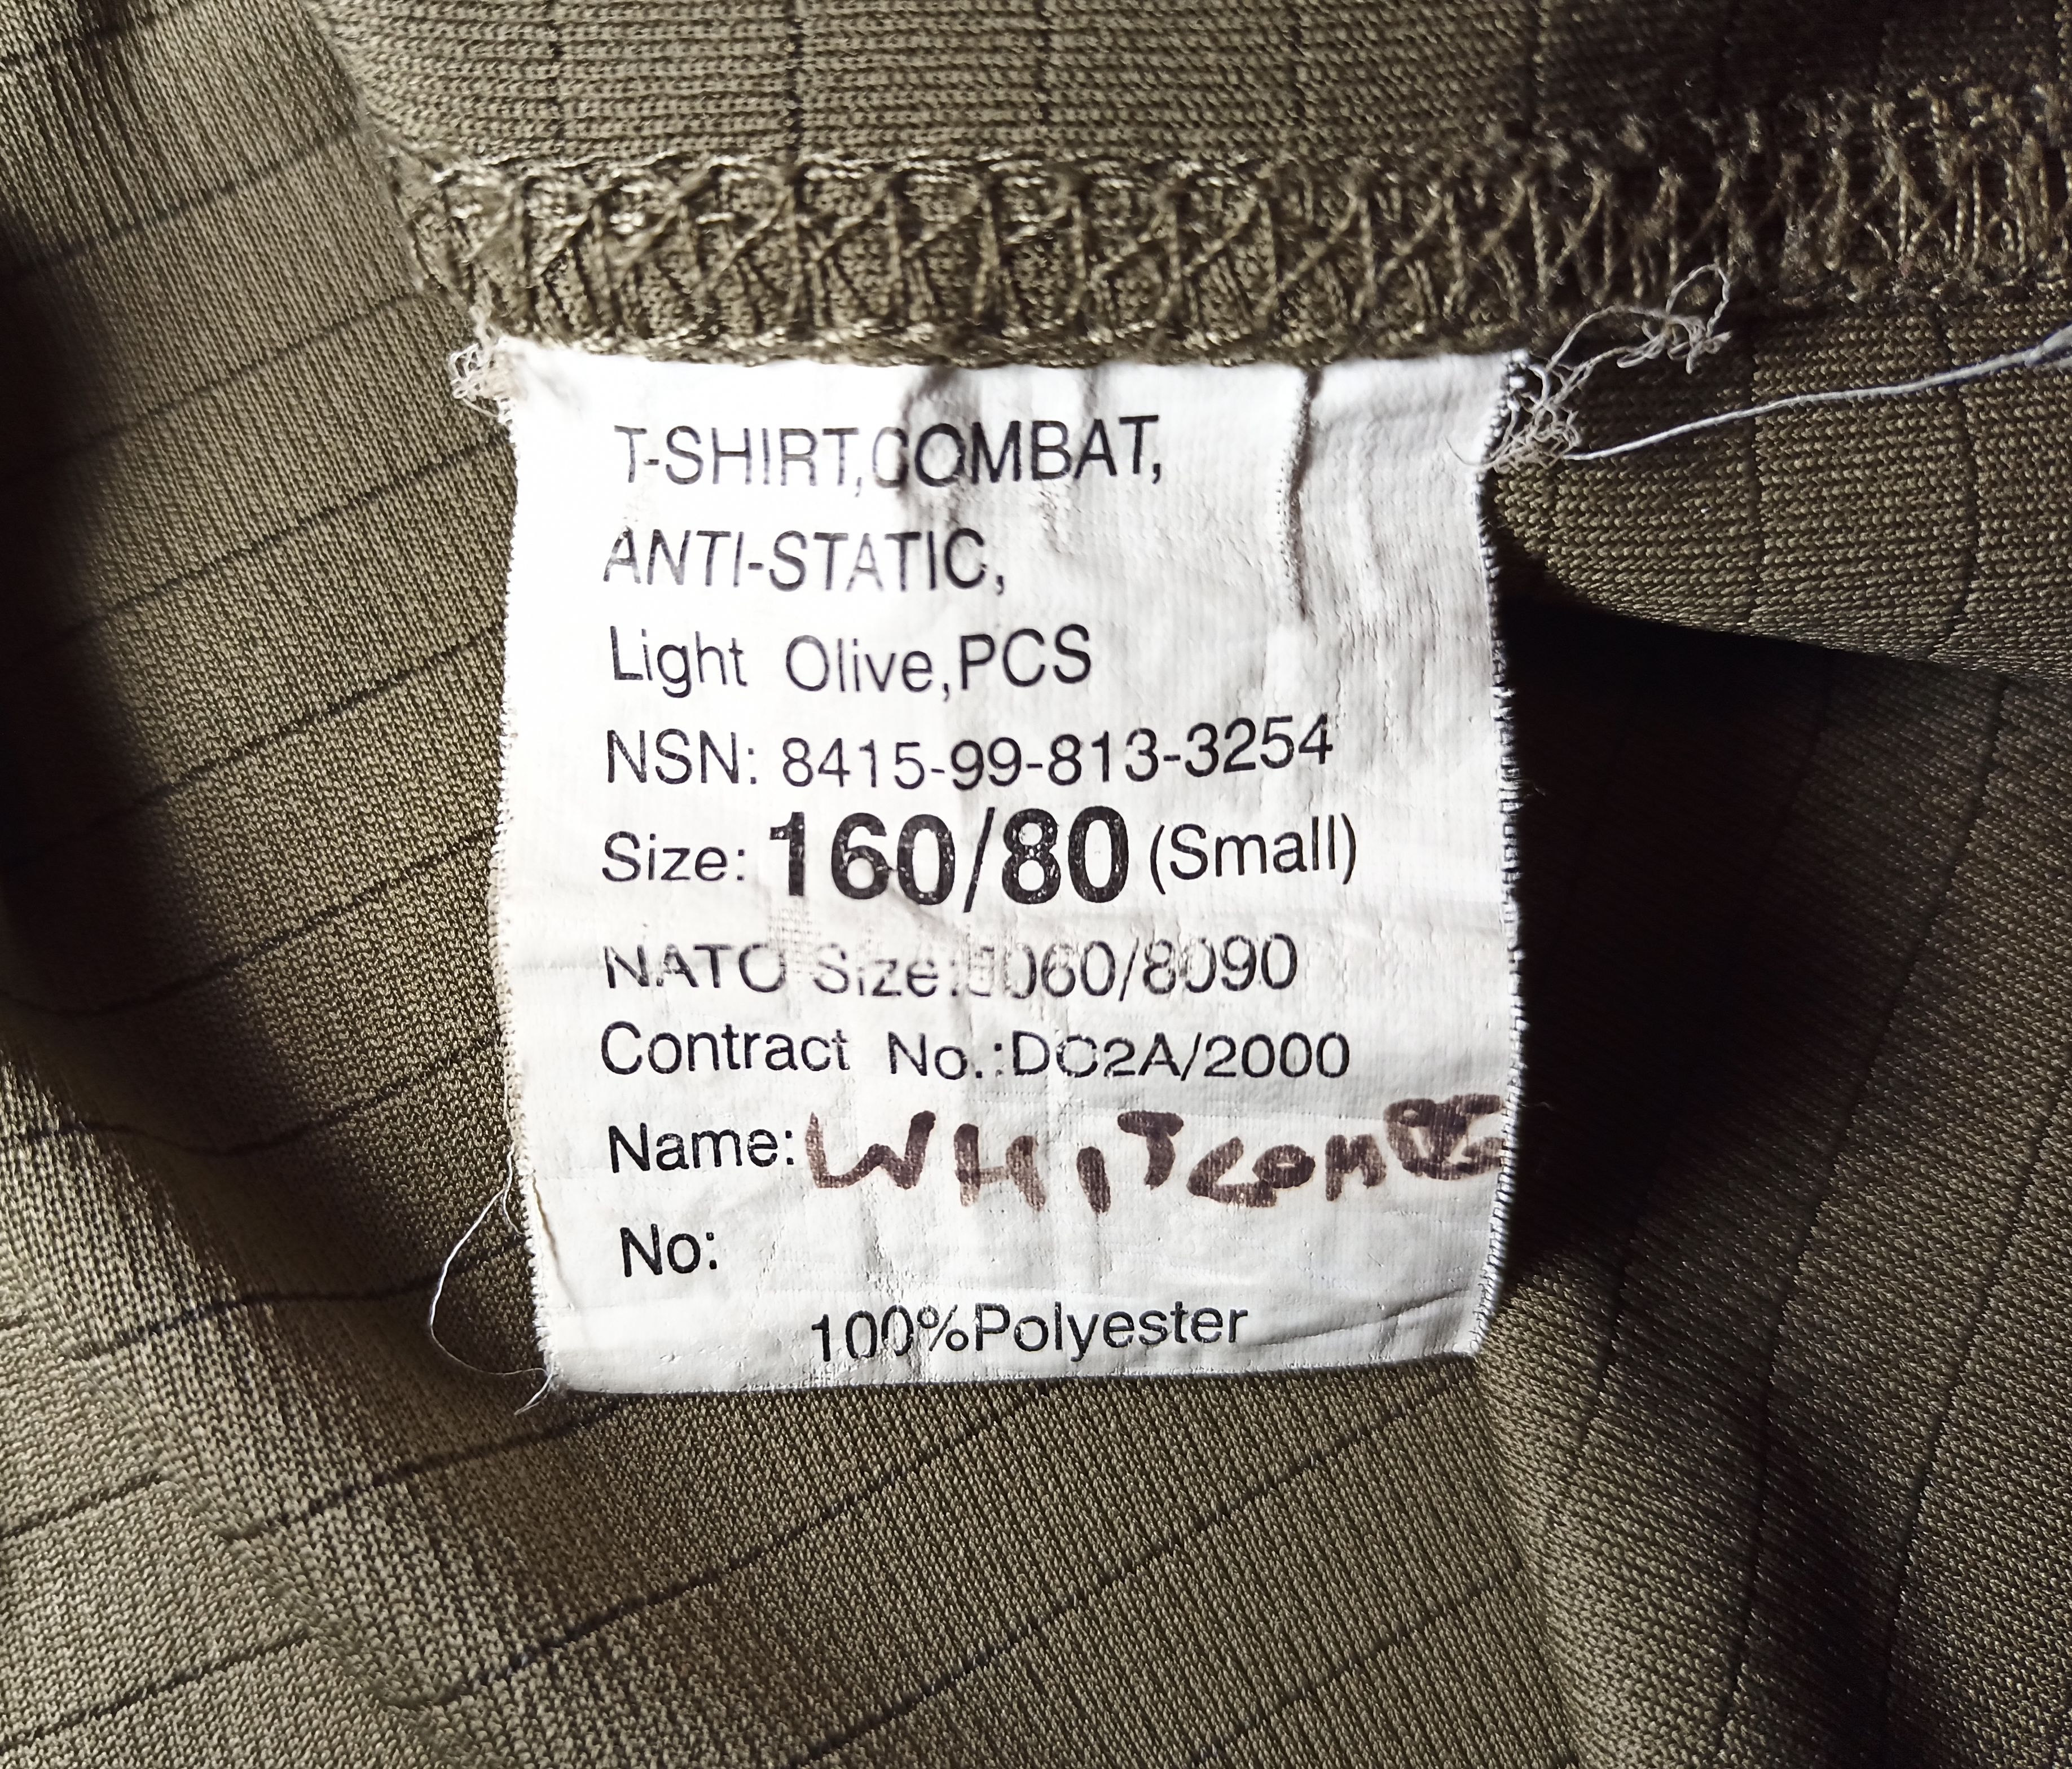 T-SHIRT,COMBAT,
ANTI-STATIC,
Light Olive,PCS
NSN: 8415-99-813-3254
Size: 160/80 (Small)
NATO Size:
Contract No.:DC2A/2000
Name:
No:
100%Polyester